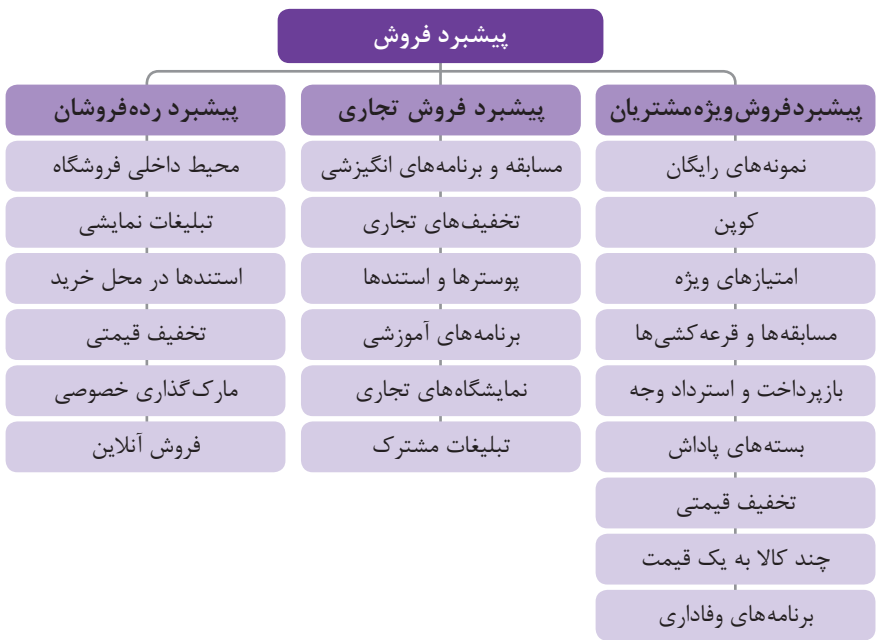 پیشبرد فروش
پیشبردفروش‌ویژه‌مشتریان
نمونه‌های رایگان
کوپن
امتیازهای ویژه
مسابقه‌ها و قرعه‌کشی‌ها
بازپرداخت و استرداد وجه
بسته‌های پاداش
تخفیف قیمتی
چند کالا به یک قیمت
برنامه‌های وفاداری
پیشبرد فروش تجاری
مسابقه و برنامه‌های انگیزشی
تخفیف‌های تجاری
پوسترها و استندها
برنامه‌های آموزشی
نمایشگاه‌های تجاری
تبلیغات مشترک
پیشبرد رده‌فروشان
محیط داخلی فروشگاه
تبلیغات نمایشی
استندها در محل خرید
تخفیف قیمتی
مارک‌گذاری خصوصی
فروش آنلاین